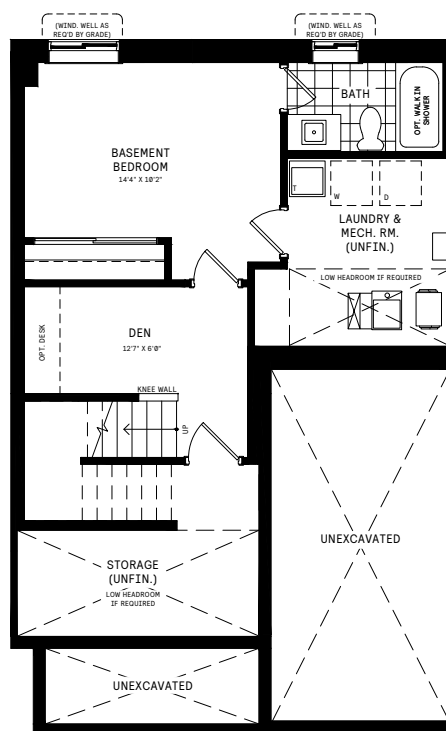 (WIND. WELL AS
REQ'D BY GRADE)
(WIND. WELL AS
REQ'D BY GRADE)
BATH
OPT. WALK IN
SHOWER
BASEMENT
BEDROOM
14'4" X 10'2"
T
W
D
LAUNDRY &
MECH. RM.
(UNFIN.)
LOW HEADROOM IF REQUIRED
DEN
12'7" X 6'0"
OPT. DESK
KNEE WALL
UP
UNEXCAVATED
STORAGE
(UNFIN.)
LOW HEADROOM
IF REQUIRED
UNEXCAVATED